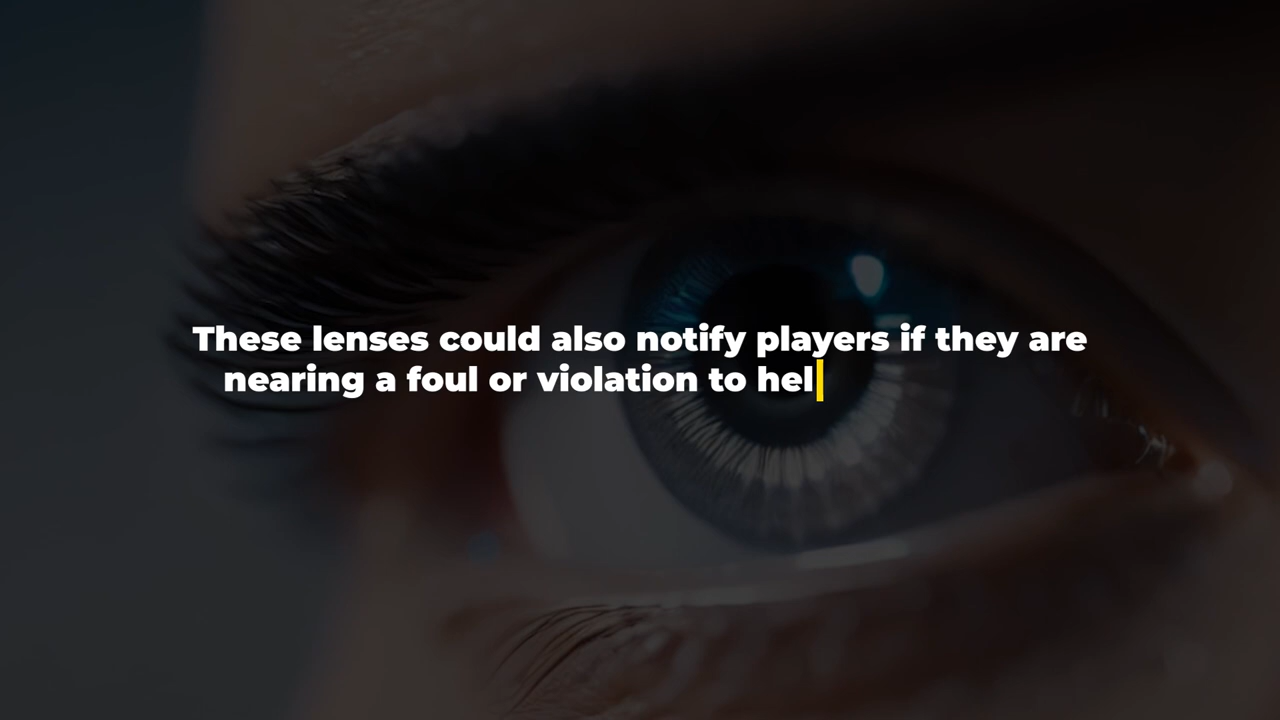 These lenses could also notify players if they are
nearing a foul or violation to hel